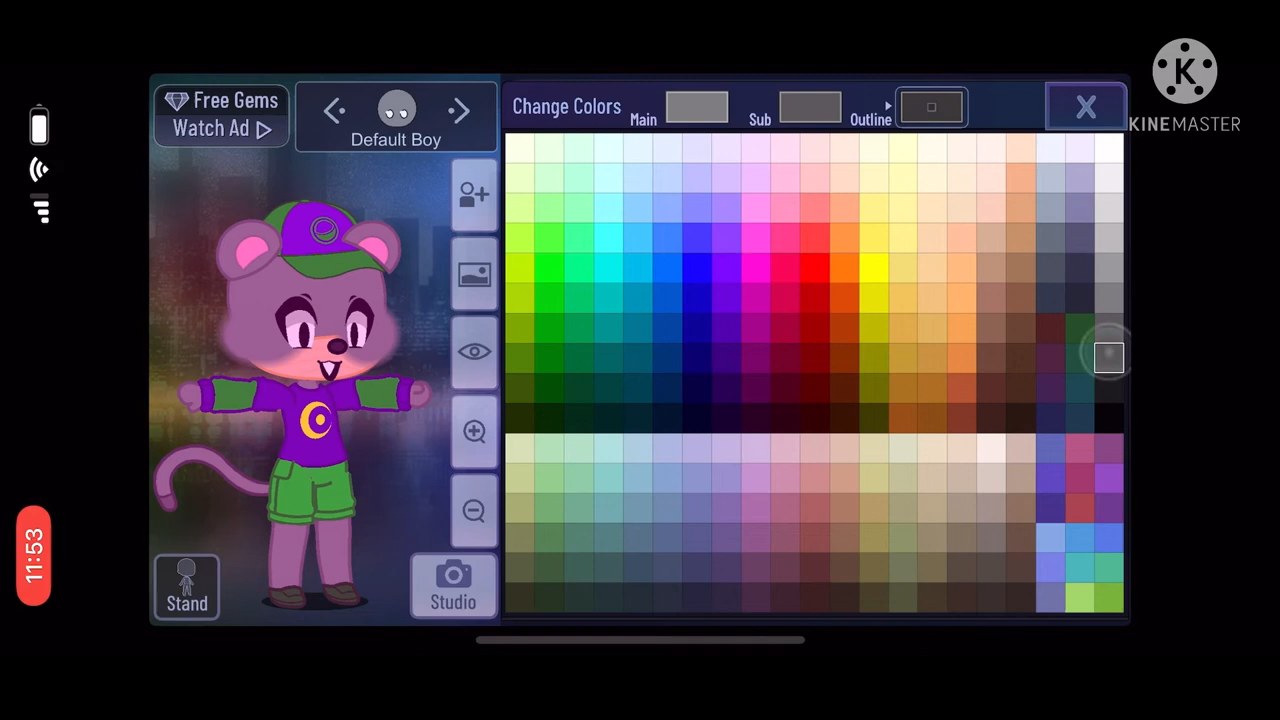 Free Gems
Watch Ad
Default Boy
Change Colors
Main
Sub
Outline
X
K
KINEMASTER
11:53
Stand
Studio